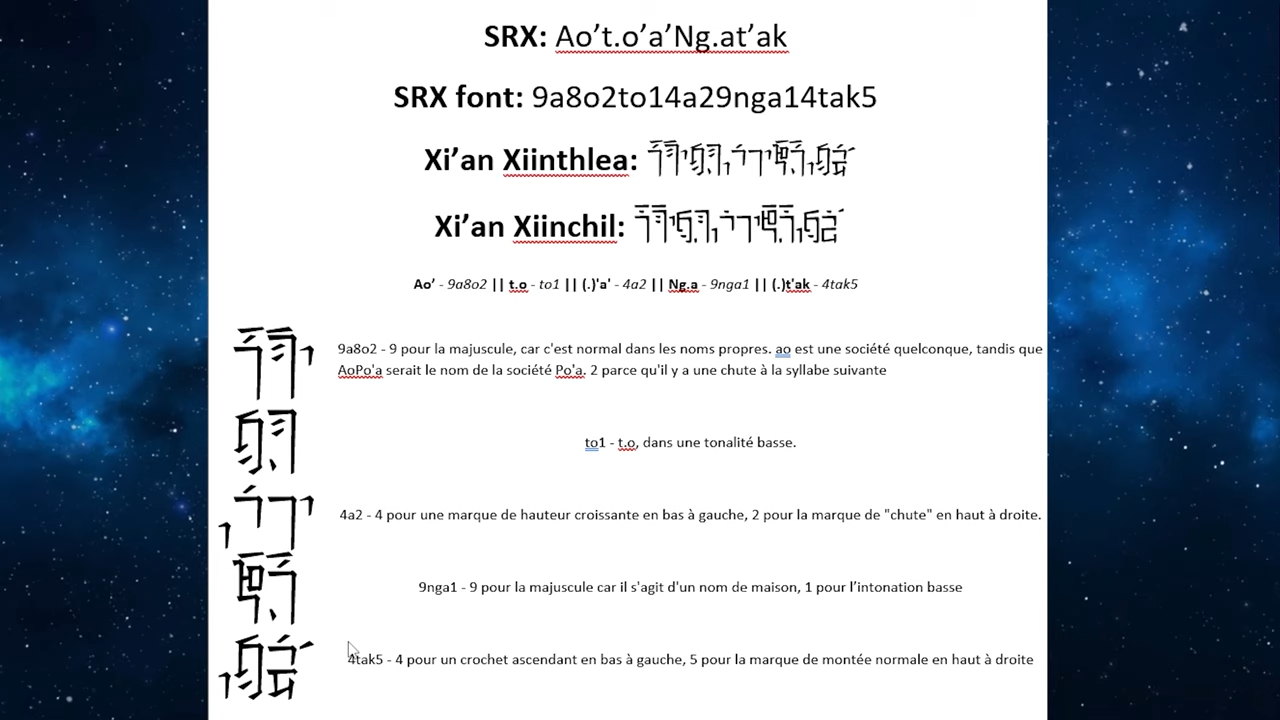 SRX: Ao’t.o’a’Ng.at’ak
SRX font: 9a8o2to14a29nga14tak5
Xi’an Xiinthlea:
Xi’an Xiinchil:
Ao’ - 9a8o2 || t.o - to1 || (.)'a' - 4a2 || Ng.a - 9nga1 || (.)t'ak - 4tak5
9a8o2 - 9 pour la majuscule, car c'est normal dans les noms propres. ao est une société quelconque, tandis que
AoPo'a serait le nom de la société Po'a. 2 parce qu'il y a une chute à la syllabe suivante
to1 - t.o, dans une tonalité basse.
4a2 - 4 pour une marque de hauteur croissante en bas à gauche, 2 pour la marque de "chute" en haut à droite.
9nga1 - 9 pour la majuscule car il s'agit d'un nom de maison, 1 pour l’intonation basse
4tak5 - 4 pour un crochet ascendant en bas à gauche, 5 pour la marque de montée normale en haut à droite